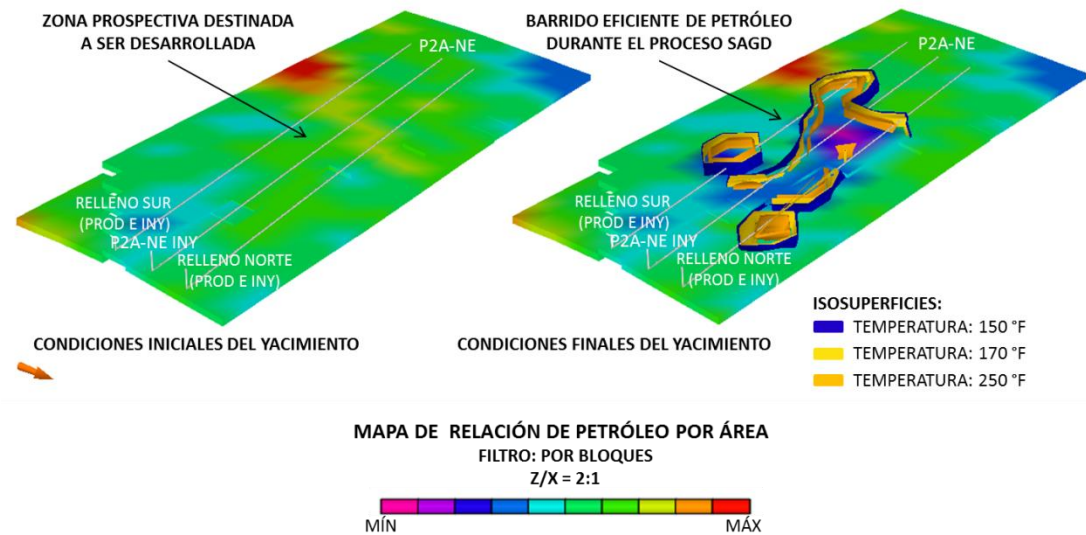 ZONA PROSPECTIVA DESTINADA
A SER DESARROLLADA
P2A-NE
RELLENO SUR
(PROD E INY)
P2A-NE INY
RELLENO NORTE
(PROD E INY)
CONDICIONES INICIALES DEL YACIMIENTO
BARRIDO EFICIENTE DE PETRÓLEO
DURANTE EL PROCESO SAGD
P2A-NE
RELLENO SUR
(PROD E INY)
P2A-NE INY
RELLENO NORTE
(PROD E INY)
CONDICIONES FINALES DEL YACIMIENTO
ISOSUPERFICIES:
TEMPERATURA: 150 °F
TEMPERATURA: 170 °F
TEMPERATURA: 250 °F
MAPA DE RELACIÓN DE PETRÓLEO POR ÁREA
FILTRO: POR BLOQUES
Z/X = 2:1
MÍN
MÁX